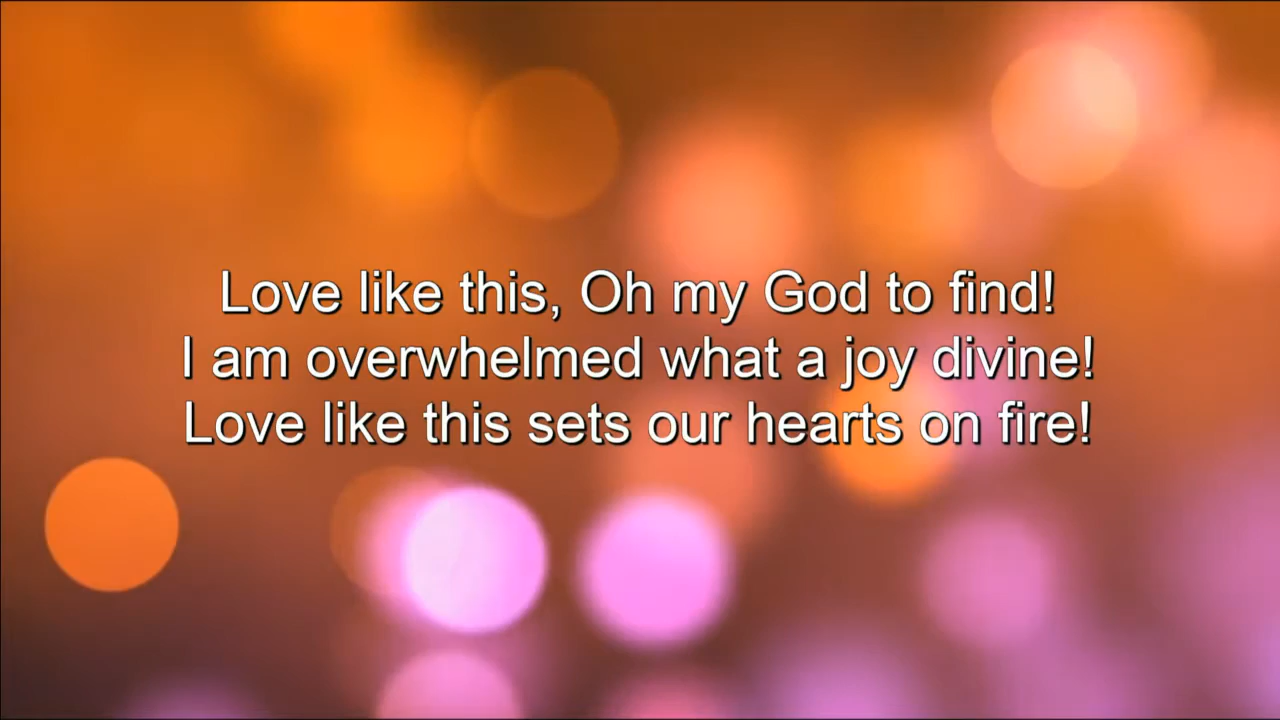 Love like this, Oh my God to find!
I am overwhelmed what a joy divine!
Love like this sets our hearts on fire!